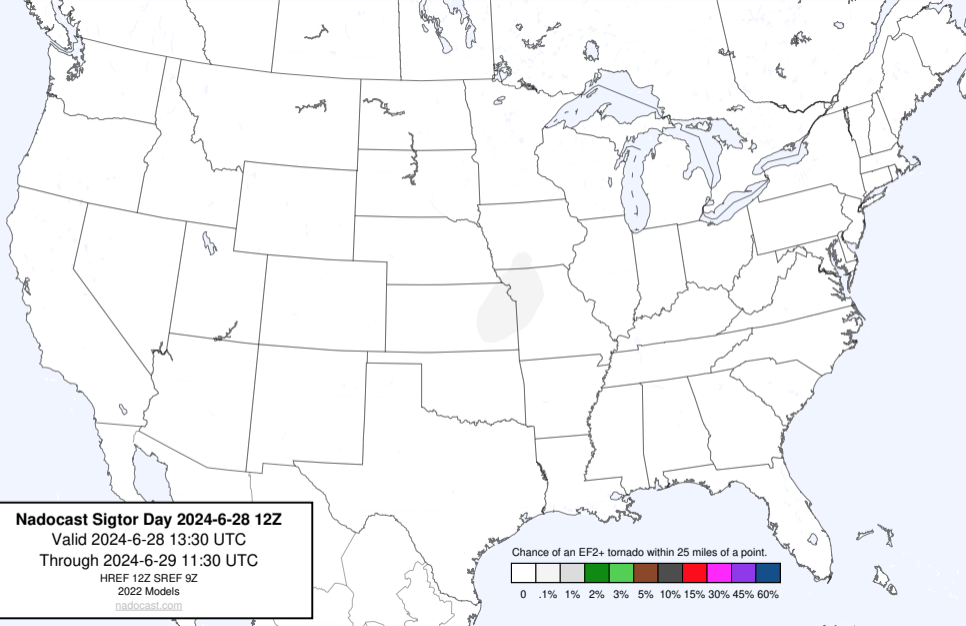 Nadocast Sigtor Day 2024-6-28 12Z
Valid 2024-6-28 13:30 UTC
Through 2024-6-29 11:30 UTC
HREF 12Z SREF 9Z
2022 Models
nadocast.com
Chance of an EF2+ tornado within 25 miles of a point.
0 .1% 1% 2% 3% 5% 10% 15% 30% 45% 60%